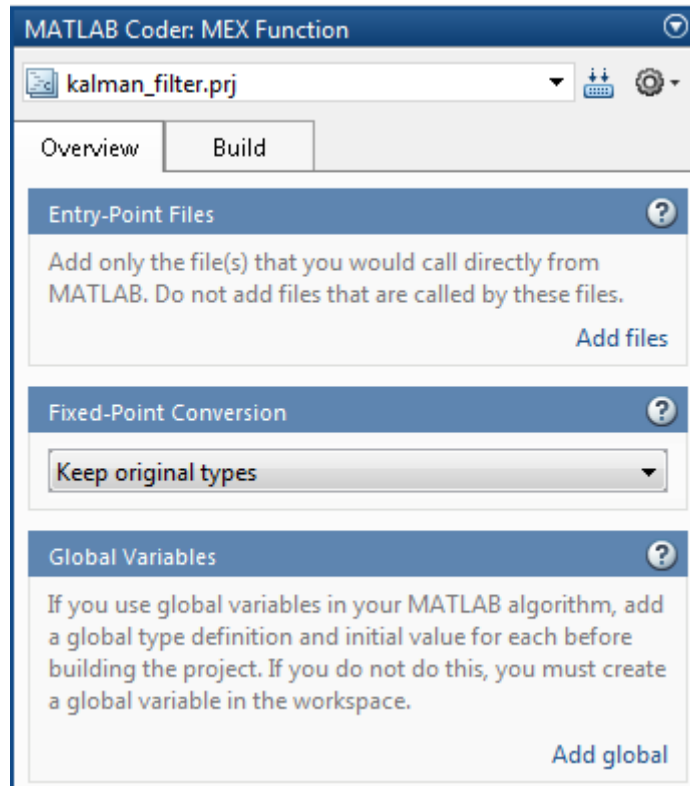 MATLAB Coder: MEX Function
kalman_filter.prj
Overview Build
Entry-Point Files
Add only the file(s) that you would call directly from
MATLAB. Do not add files that are called by these files.
Add files
Fixed-Point Conversion
Keep original types
Global Variables
If you use global variables in your MATLAB algorithm, add
a global type definition and initial value for each before
building the project. If you do not do this, you must create
a global variable in the workspace.
Add global